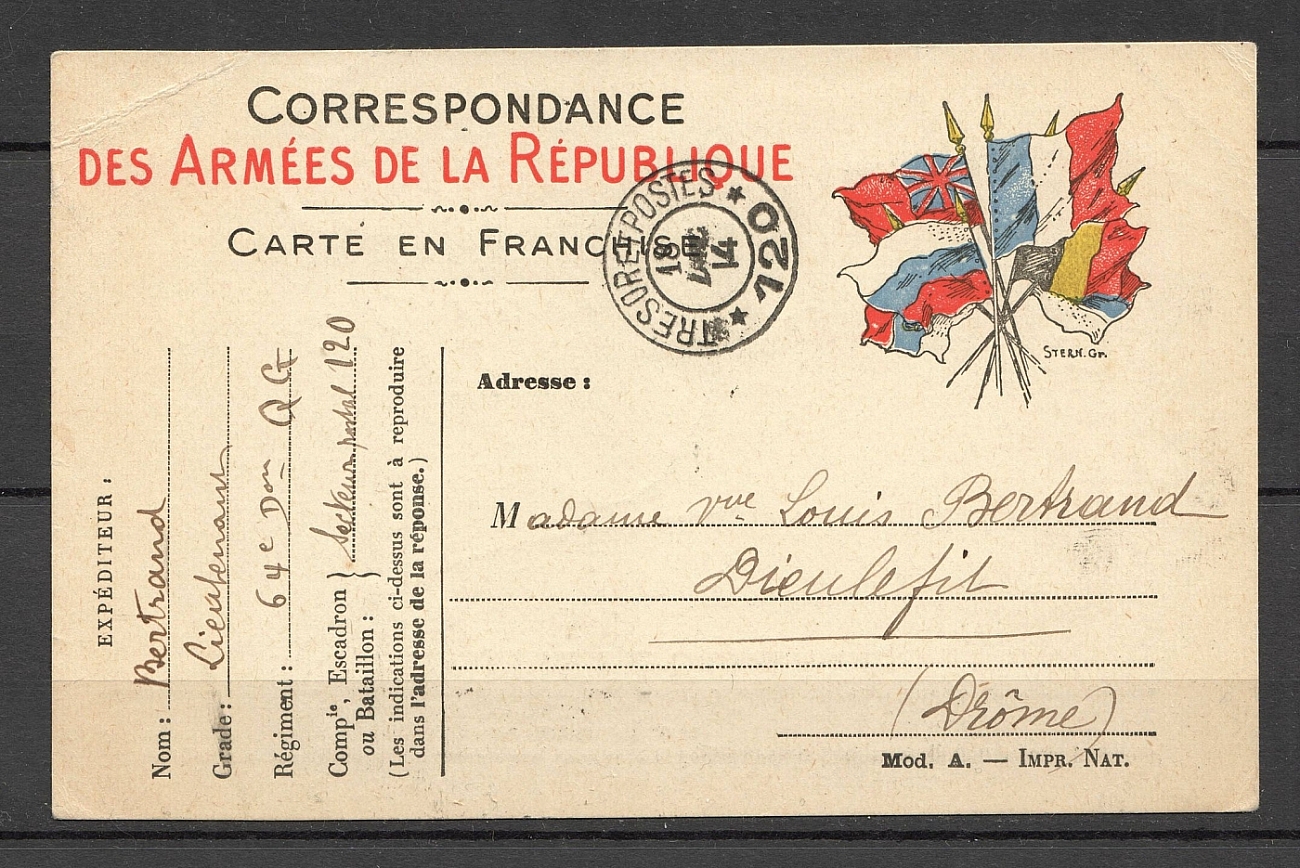 CORRESPONDANCE
DES ARMÉES DE LA RÉPUBLIQUE
CARTE EN FRANCHISE
TRESOR ET POSTES
* 120 *
18
14
STERN. Gr.
Adresse :
Madame Vve Louis Bertrand
Dieulefit
(Drôme)
Mod. A. — IMPR. NAT.
EXPÉDITEUR :
Nom : Bertrand
Grade : Lieutenant
Régiment : 64e Don QG
Compie, Escadron } Secteur postal 120
ou Bataillon :
(Les indications ci-dessus sont à reproduire
dans l'adresse de la réponse.)